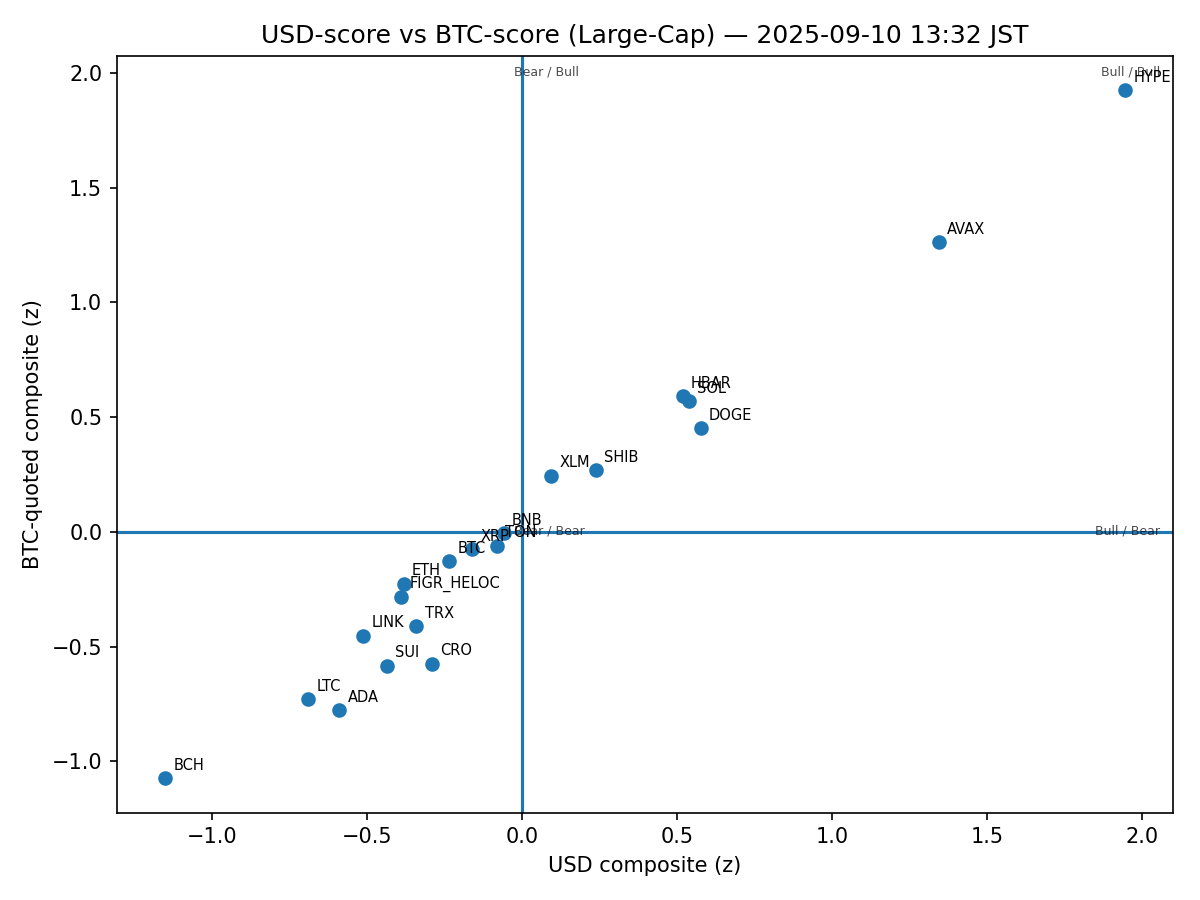 USD-score vs BTC-score (Large-Cap) — 2025-09-10 13:32 JST
2.0
Bear / Bull
Bull / Bull
HYPE
1.5
AVAX
1.0
HBAR
SOL
0.5
DOGE
SHIB
XLM
BNB
0.0
TON
Bear / Bear
Bull / Bear
XRP
BTC
ETH
FIGR_HELOC
TRX
LINK
−0.5
CRO
SUI
LTC
ADA
−1.0
BCH
−1.0
−0.5
0.0
0.5
1.0
1.5
2.0
USD composite (z)
BTC-quoted composite (z)